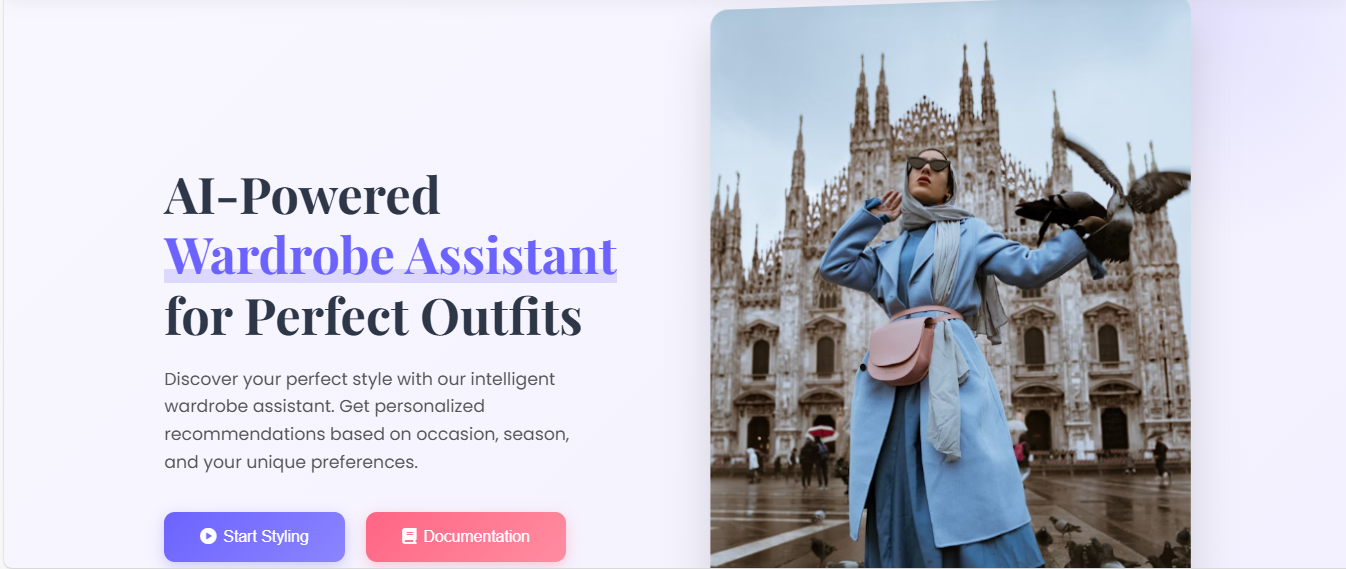 AI-Powered
Wardrobe Assistant
for Perfect Outfits
Discover your perfect style with our intelligent
wardrobe assistant. Get personalized
recommendations based on occasion, season,
and your unique preferences.
Start Styling
Documentation